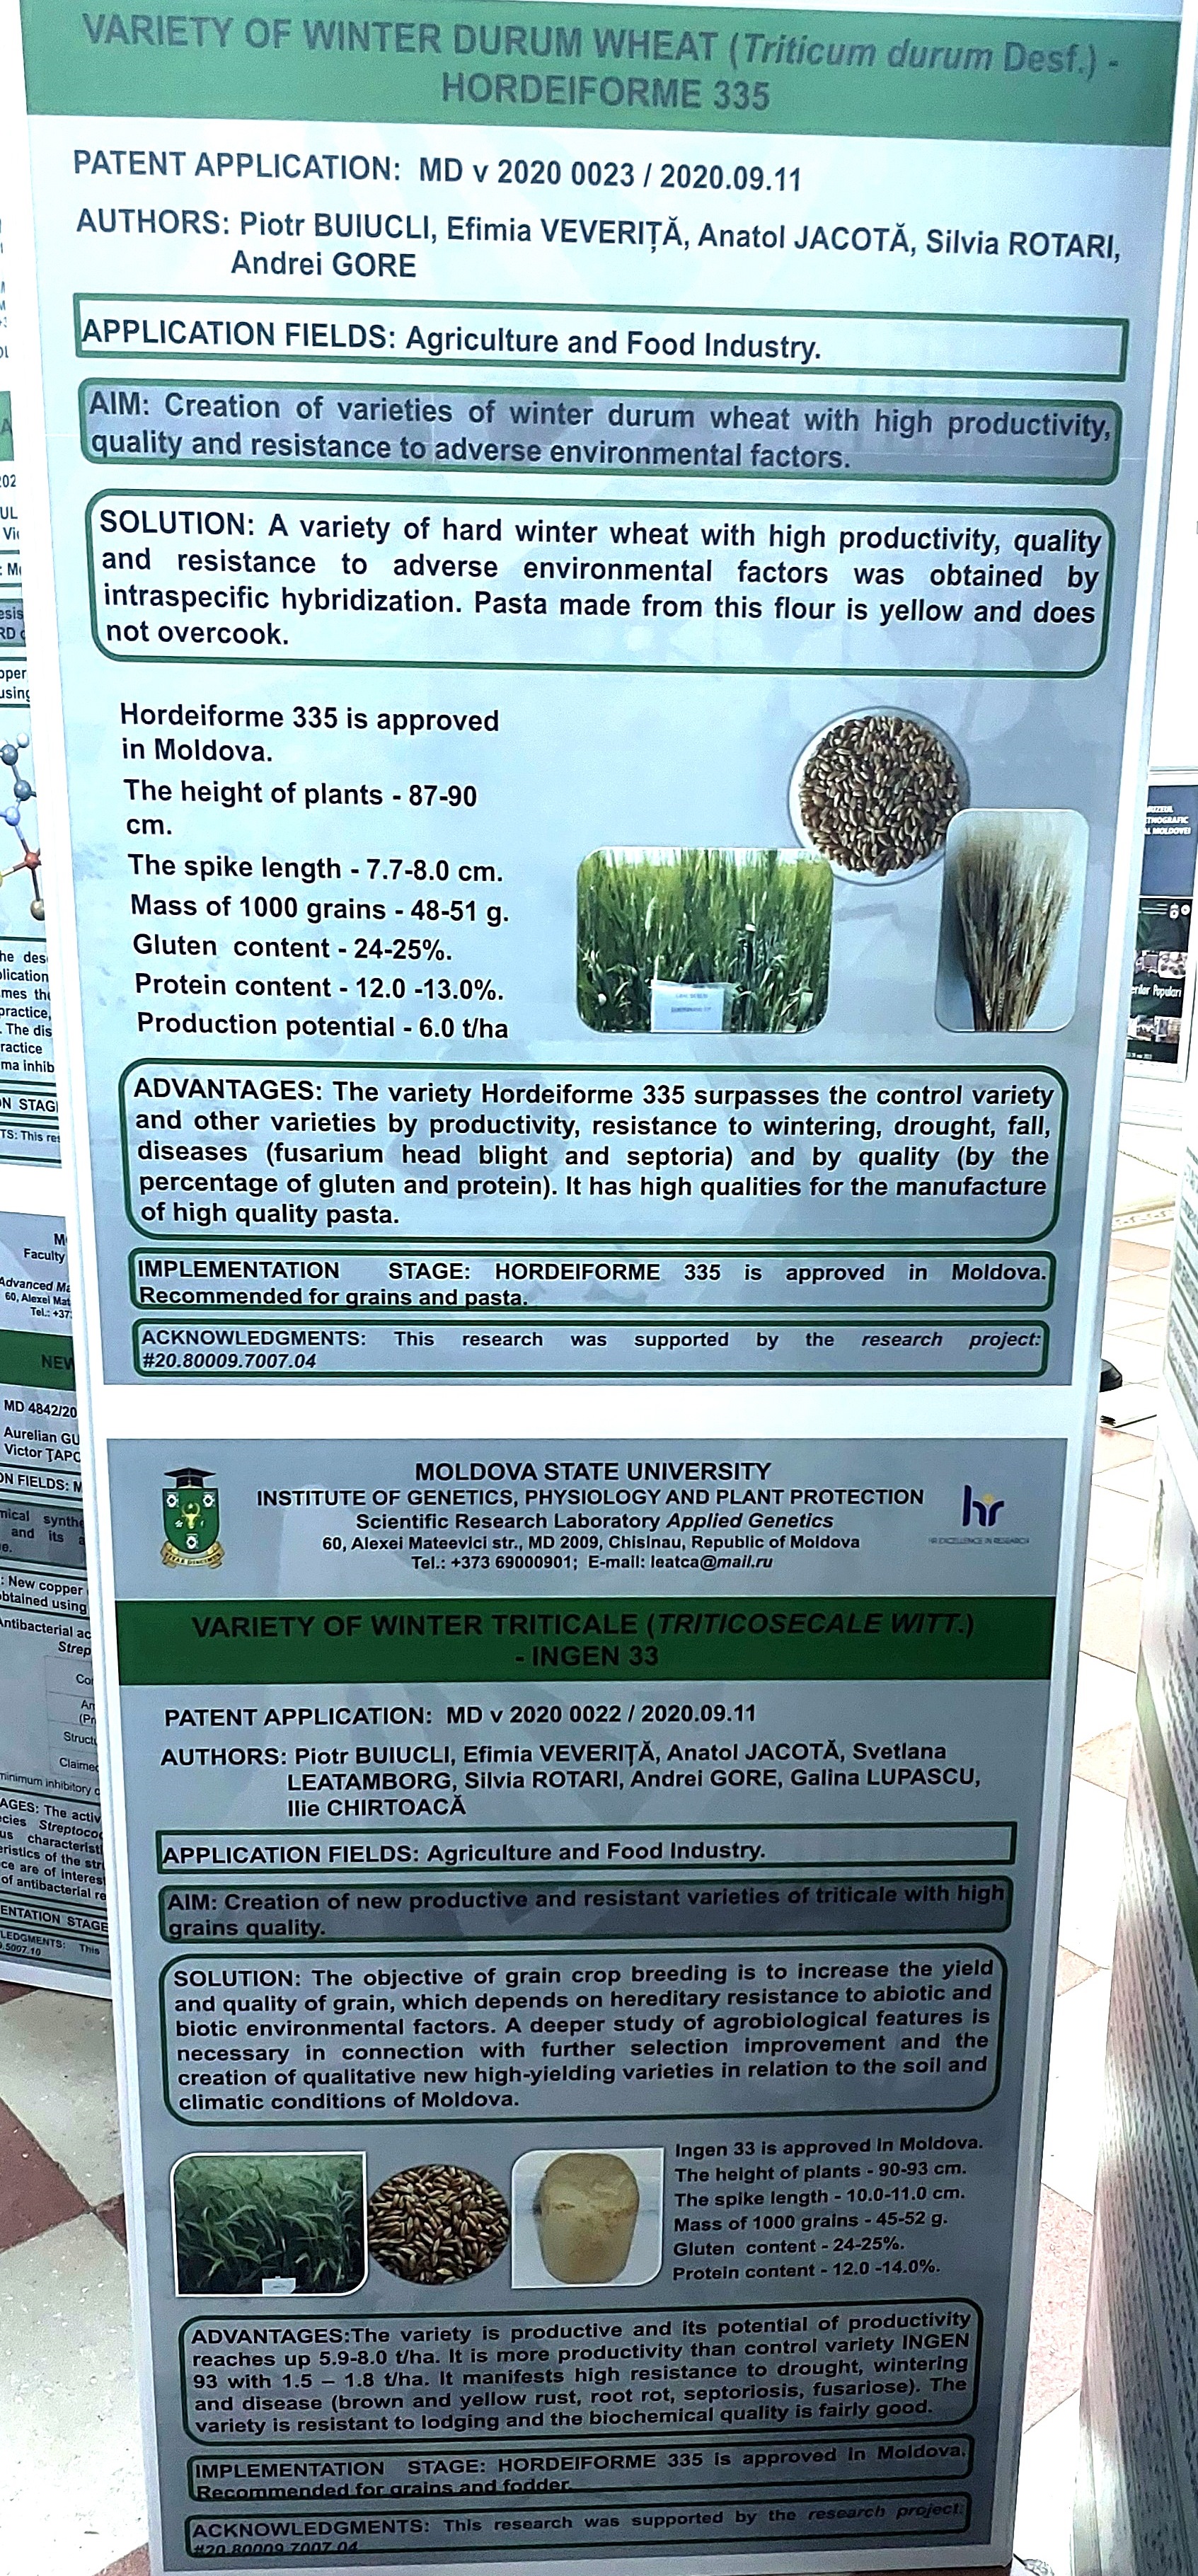 VARIETY OF WINTER DURUM WHEAT (Triticum durum Desf.) -
HORDEIFORME 335
PATENT APPLICATION: MD v 2020 0023 / 2020.09.11
AUTHORS: Piotr BUIUCLI, Efimia VEVERIȚĂ, Anatol JACOTĂ, Silvia ROTARI,
Andrei GORE
APPLICATION FIELDS: Agriculture and Food Industry.
AIM: Creation of varieties of winter durum wheat with high productivity,
quality and resistance to adverse environmental factors.
SOLUTION: A variety of hard winter wheat with high productivity, quality
and resistance to adverse environmental factors was obtained by
intraspecific hybridization. Pasta made from this flour is yellow and does
not overcook.
Hordeiforme 335 is approved
in Moldova.
The height of plants - 87-90
cm.
The spike length - 7.7-8.0 cm.
Mass of 1000 grains - 48-51 g.
Gluten content - 24-25%.
Protein content - 12.0 -13.0%.
Production potential - 6.0 t/ha
ADVANTAGES: The variety Hordeiforme 335 surpasses the control variety
and other varieties by productivity, resistance to wintering, drought, fall,
diseases (fusarium head blight and septoria) and by quality (by the
percentage of gluten and protein). It has high qualities for the manufacture
of high quality pasta.
IMPLEMENTATION STAGE: HORDEIFORME 335 is approved in Moldova.
Recommended for grains and pasta.
ACKNOWLEDGMENTS: This research was supported by the research project:
#20.80009.7007.04
MOLDOVA STATE UNIVERSITY
INSTITUTE OF GENETICS, PHYSIOLOGY AND PLANT PROTECTION
Scientific Research Laboratory Applied Genetics
60, Alexei Mateevici str., MD 2009, Chisinau, Republic of Moldova
Tel.: +373 69000901; E-mail: leatca@mail.ru
hr
HR EXCELLENCE IN RESEARCH
VARIETY OF WINTER TRITICALE (TRITICOSECALE WITT.)
- INGEN 33
PATENT APPLICATION: MD v 2020 0022 / 2020.09.11
AUTHORS: Piotr BUIUCLI, Efimia VEVERIȚĂ, Anatol JACOTĂ, Svetlana
LEATAMBORG, Silvia ROTARI, Andrei GORE, Galina LUPASCU,
Ilie CHIRTOACĂ
APPLICATION FIELDS: Agriculture and Food Industry.
AIM: Creation of new productive and resistant varieties of triticale with high
grains quality.
SOLUTION: The objective of grain crop breeding is to increase the yield
and quality of grain, which depends on hereditary resistance to abiotic and
biotic environmental factors. A deeper study of agrobiological features is
necessary in connection with further selection improvement and the
creation of qualitative new high-yielding varieties in relation to the soil and
climatic conditions of Moldova.
Ingen 33 is approved in Moldova.
The height of plants - 90-93 cm.
The spike length - 10.0-11.0 cm.
Mass of 1000 grains - 45-52 g.
Gluten content - 24-25%.
Protein content - 12.0 -14.0%.
ADVANTAGES:The variety is productive and its potential of productivity
reaches up 5.9-8.0 t/ha. It is more productivity than control variety INGEN
93 with 1.5 – 1.8 t/ha. It manifests high resistance to drought, wintering
and disease (brown and yellow rust, root rot, septoriosis, fusariose). The
variety is resistant to lodging and the biochemical quality is fairly good.
IMPLEMENTATION STAGE: HORDEIFORME 335 is approved in Moldova.
Recommended for grains and fodder.
ACKNOWLEDGMENTS: This research was supported by the research project:
#20.80009.7007.04